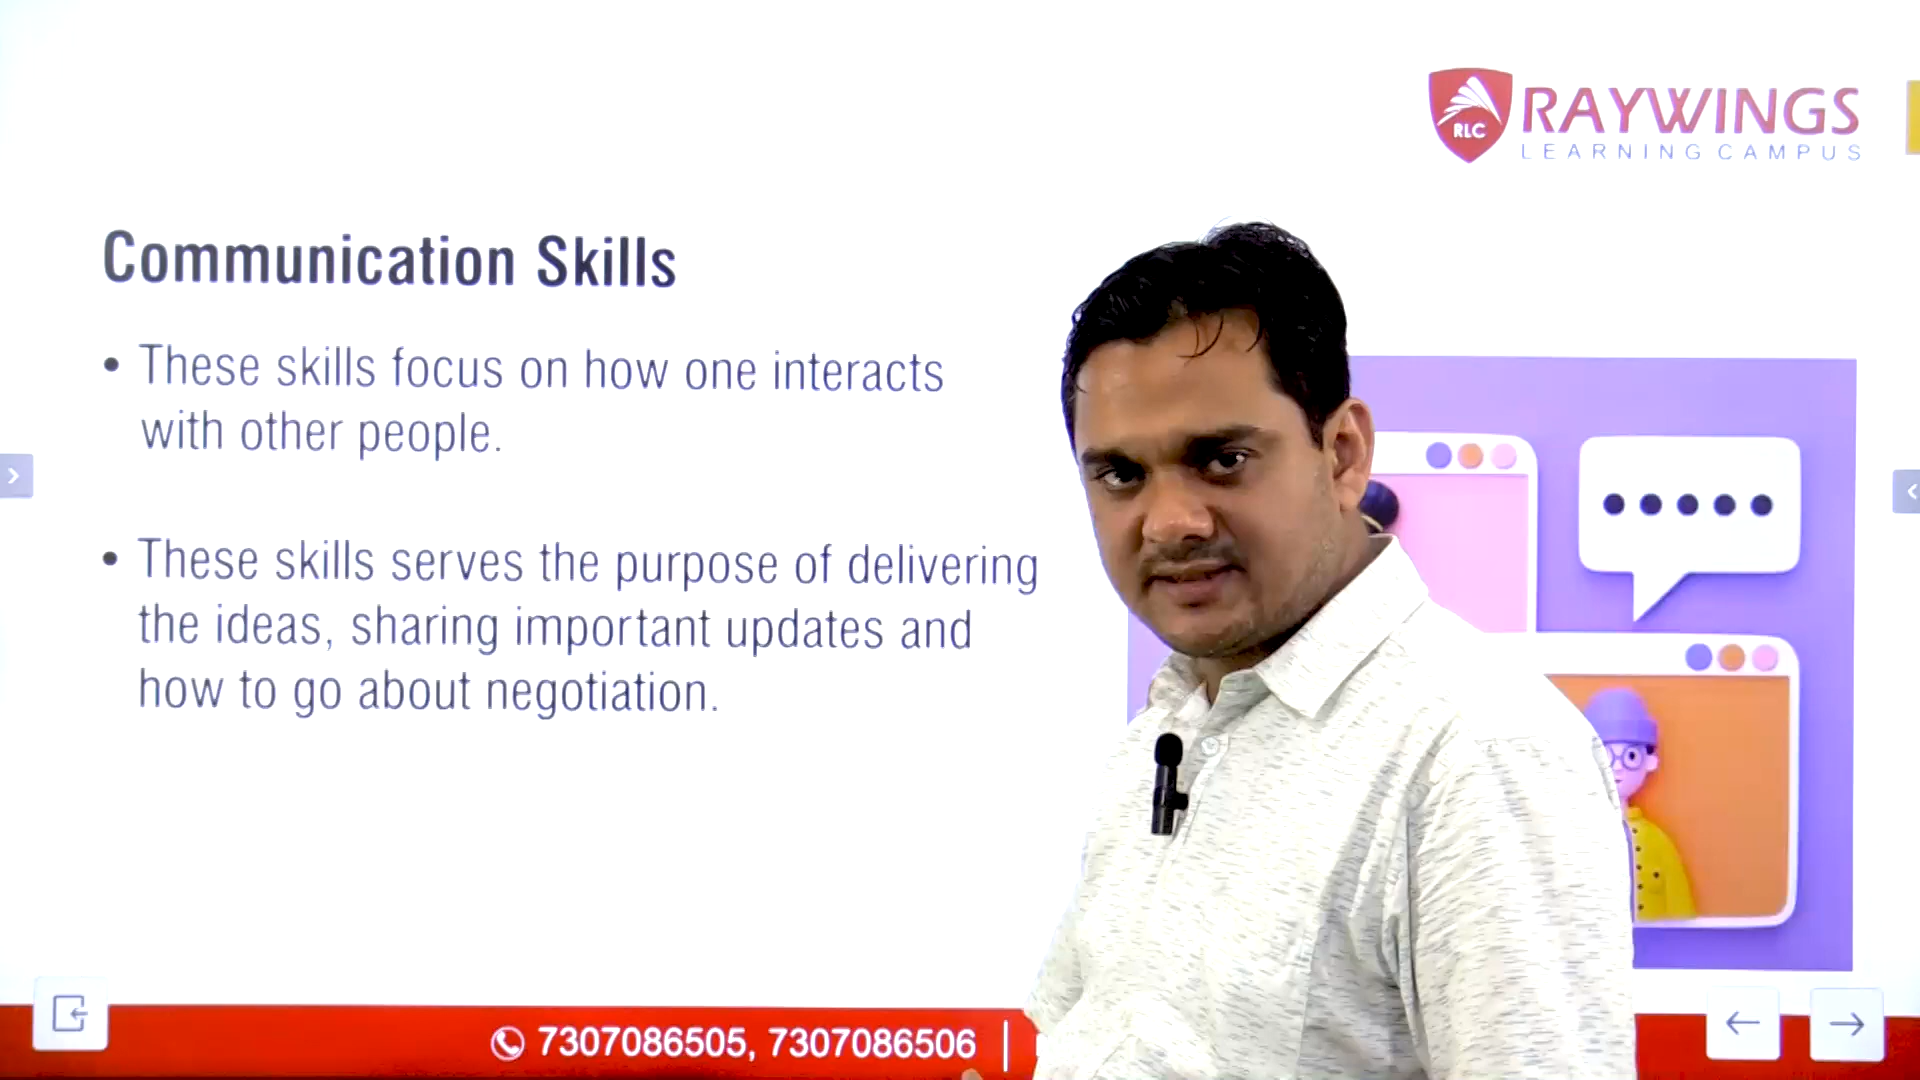 RLC
RAYWINGS
LEARNING CAMPUS
Communication Skills
• These skills focus on how one interacts
with other people.
• These skills serves the purpose of delivering
the ideas, sharing important updates and
how to go about negotiation.
7307086505, 7307086506 |